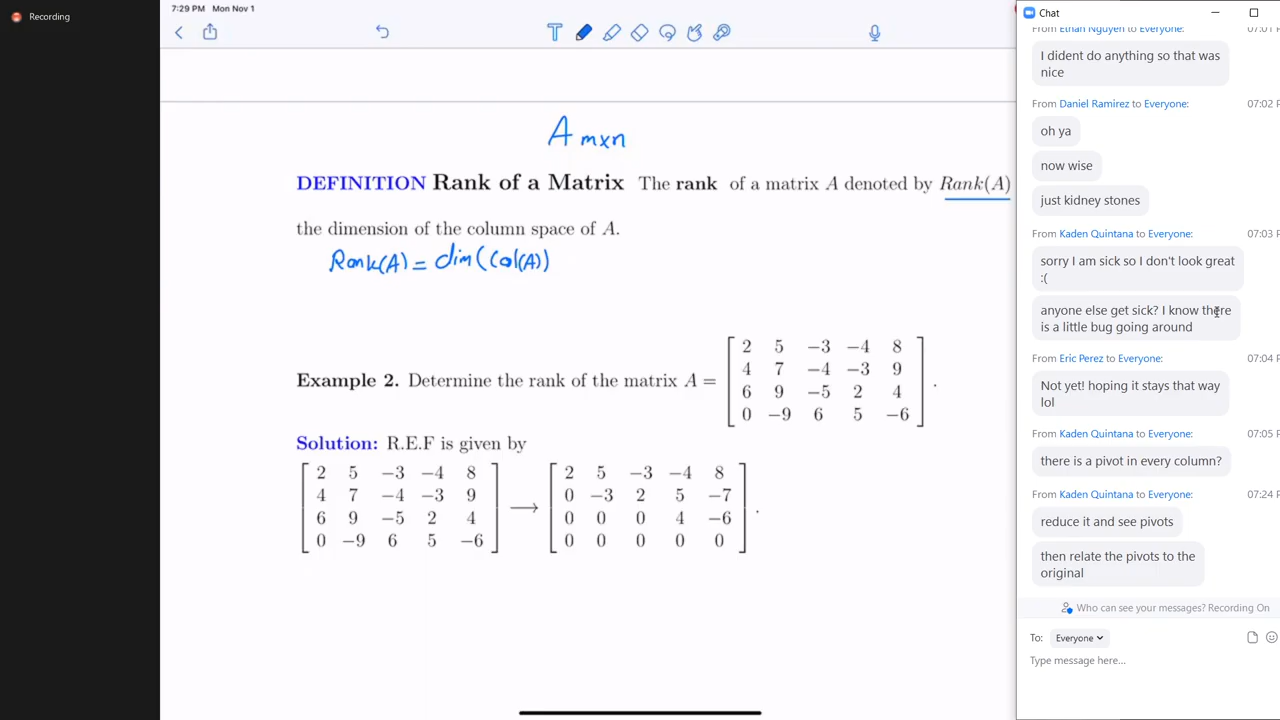 Recording
7:29 PM Mon Nov 1
A m×n
DEFINITION Rank of a Matrix The rank of a matrix A denoted by Rank(A)
the dimension of the column space of A.
Rank(A) = dim(Col(A))
Example 2. Determine the rank of the matrix A =
2 5 −3 −4 8
4 7 −4 −3 9
6 9 −5 2 4
0 −9 6 5 −6
.
Solution: R.E.F is given by
2 5 −3 −4 8
4 7 −4 −3 9
6 9 −5 2 4
0 −9 6 5 −6
⟶
2 5 −3 −4 8
0 −3 2 5 −7
0 0 0 4 −6
0 0 0 0 0
.
Chat
From Ethan Nguyen to Everyone:
I dident do anything so that was
nice
From Daniel Ramirez to Everyone: 07:02
oh ya
now wise
just kidney stones
From Kaden Quintana to Everyone: 07:03
sorry I am sick so I don't look great
:(
anyone else get sick? I know there
is a little bug going around
From Eric Perez to Everyone: 07:04
Not yet! hoping it stays that way
lol
From Kaden Quintana to Everyone: 07:05
there is a pivot in every column?
From Kaden Quintana to Everyone: 07:24
reduce it and see pivots
then relate the pivots to the
original
Who can see your messages? Recording On
To: Everyone
Type message here...